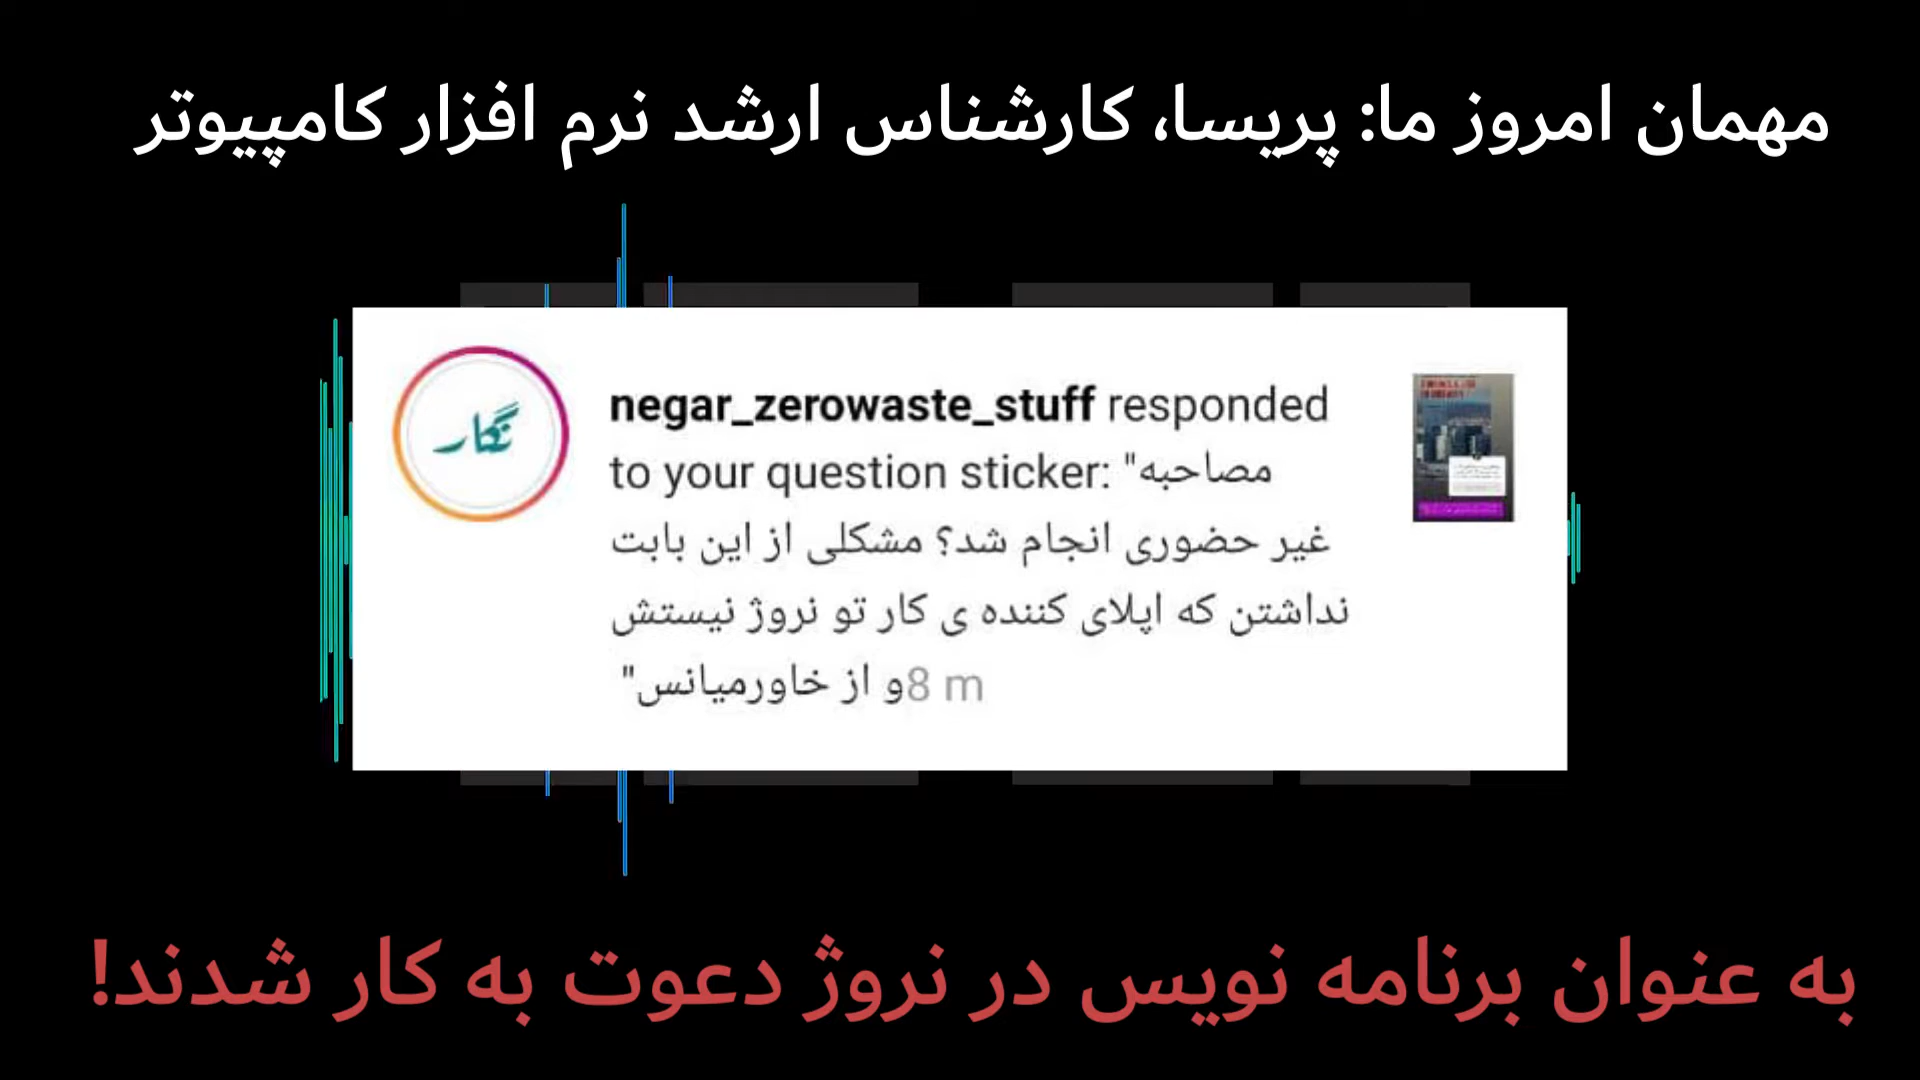 مهمان امروز ما: پریسا، کارشناس ارشد نرم افزار کامپیوتر
نگار
negar_zerowaste_stuff responded
to your question sticker: "مصاحبه
غیر حضوری انجام شد؟ مشکلی از این بابت
نداشتن که اپلای کننده ی کار تو نروژ نیستش
و از خاورمیانس" 8 m
به عنوان برنامه نویس در نروژ دعوت به کار شدند!